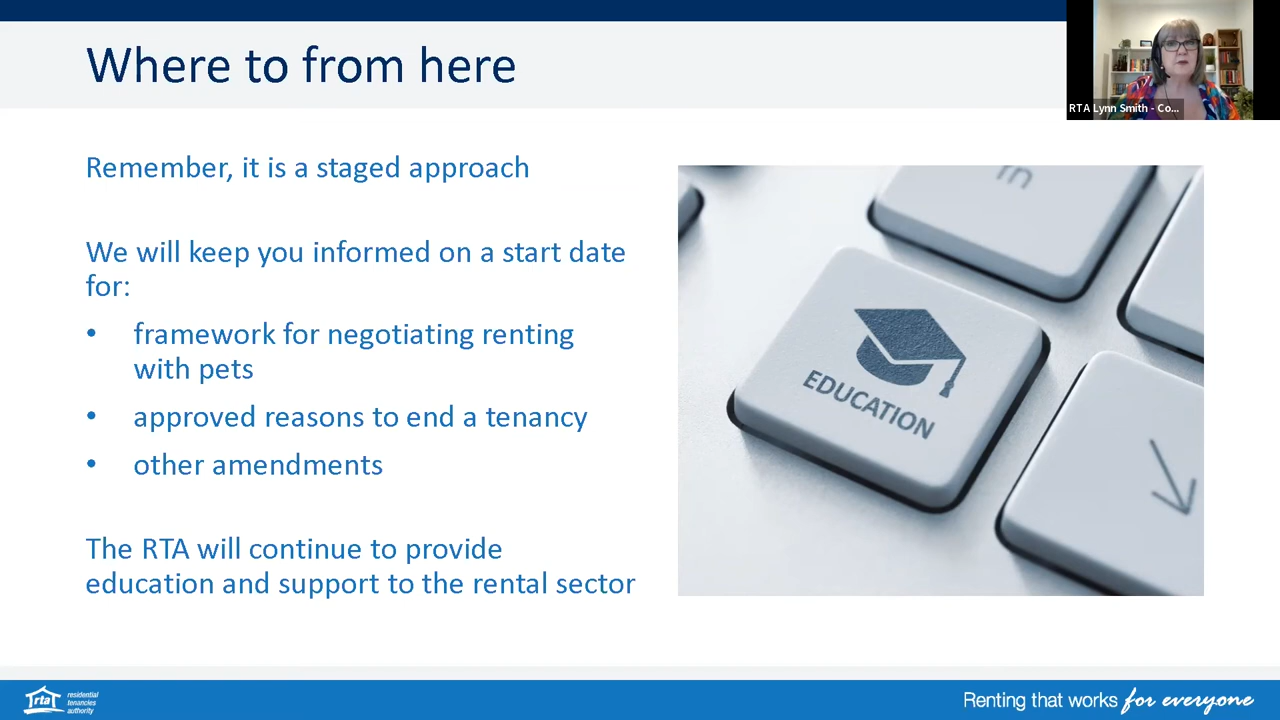 Where to from here
RTA Lynn Smith - Co...
Remember, it is a staged approach
We will keep you informed on a start date
for:
• framework for negotiating renting
with pets
• approved reasons to end a tenancy
• other amendments
The RTA will continue to provide
education and support to the rental sector
EDUCATION
rta
residential
tenancies
authority
Renting that works for everyone